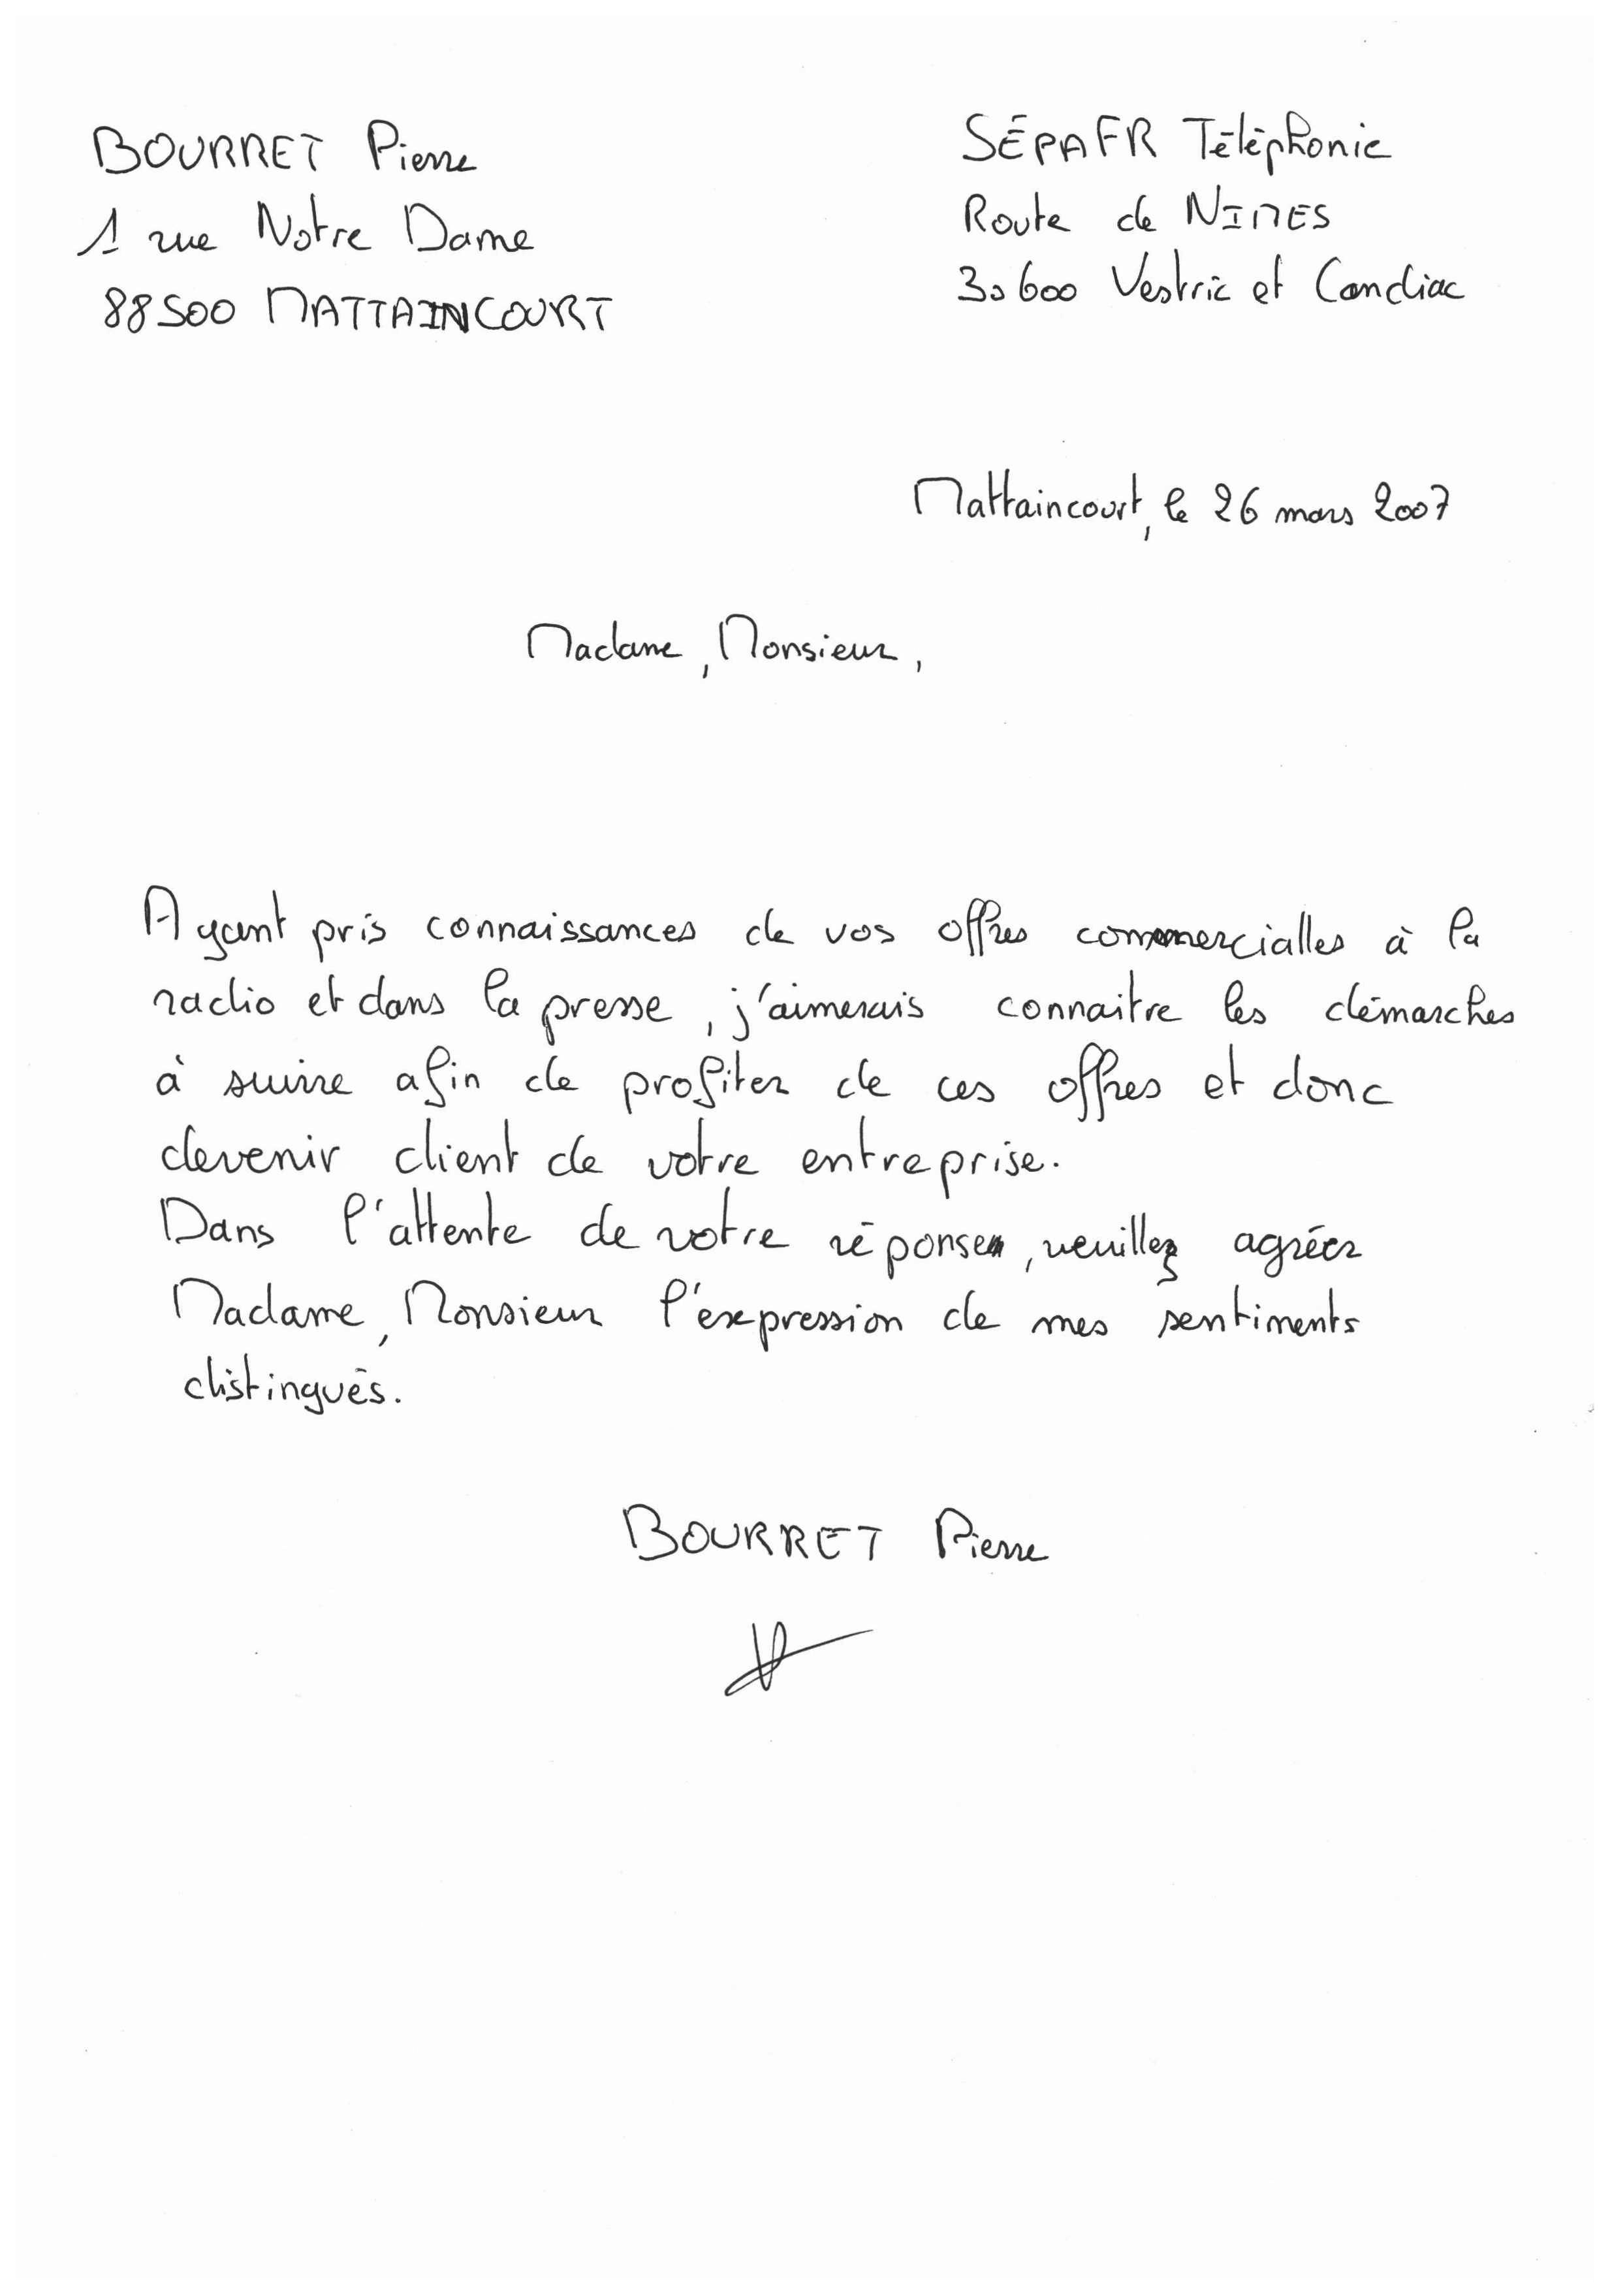 BOURRET Pierre
1 rue Notre Dame
88500 MATTAINCOURT
SÉPAFR Téléphonie
Route de NIMES
30600 Vestric et Candiac
Mattaincourt, le 26 mars 2007
Madame, Monsieur,
Ayant pris connaissances de vos offres commercialles à la
radio et dans la presse, j'aimerais connaitre les démarches
à suivre afin de profiter de ces offres et donc
devenir client de votre entreprise.
Dans l'attente de votre réponse, veuillez agréer
Madame, Monsieur l'expression de mes sentiments
distingués.
BOURRET Pierre